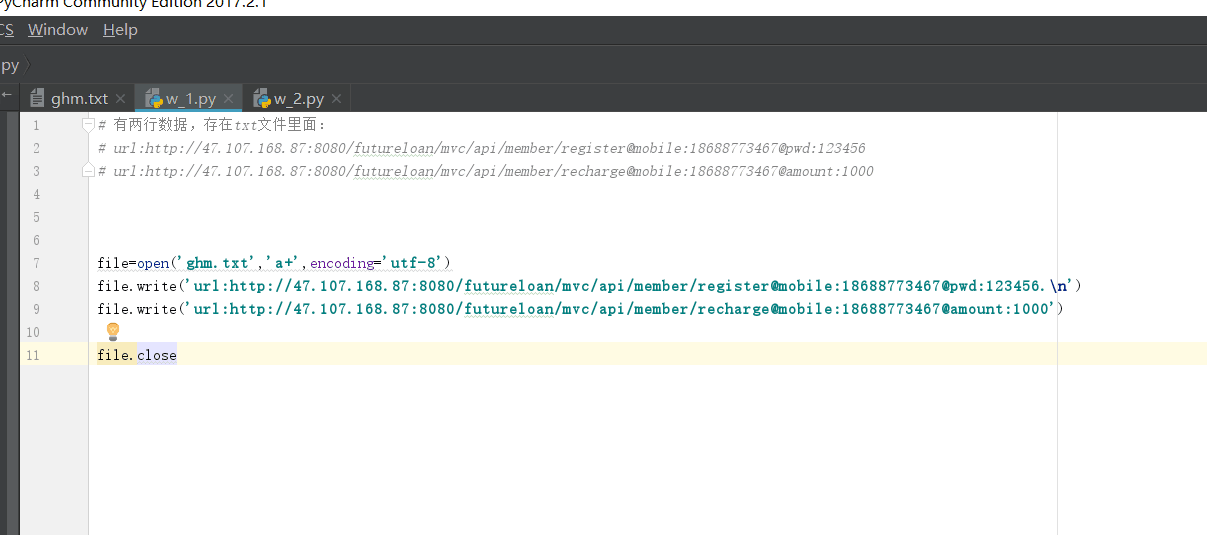 PyCharm Community Edition 2017.2.1
CS Window Help
py
ghm.txt w_1.py w_2.py
1 # 有两行数据，存在txt文件里面：
2 # url:http://47.107.168.87:8080/futureloan/mvc/api/member/register@mobile:18688773467@pwd:123456
3 # url:http://47.107.168.87:8080/futureloan/mvc/api/member/recharge@mobile:18688773467@amount:1000
4
5
6
7 file=open('ghm.txt','a+',encoding='utf-8')
8 file.write('url:http://47.107.168.87:8080/futureloan/mvc/api/member/register@mobile:18688773467@pwd:123456.\n')
9 file.write('url:http://47.107.168.87:8080/futureloan/mvc/api/member/recharge@mobile:18688773467@amount:1000')
10
11 file.close